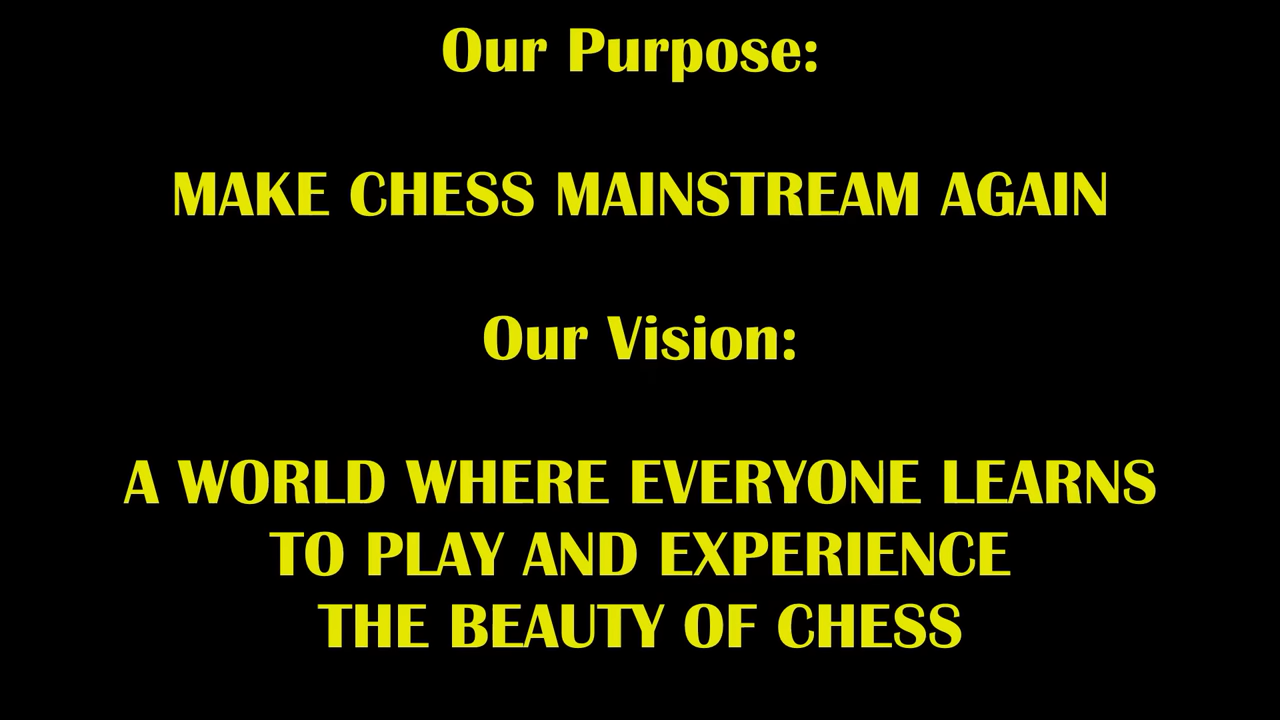 Our Purpose:
MAKE CHESS MAINSTREAM AGAIN
Our Vision:
A WORLD WHERE EVERYONE LEARNS
TO PLAY AND EXPERIENCE
THE BEAUTY OF CHESS